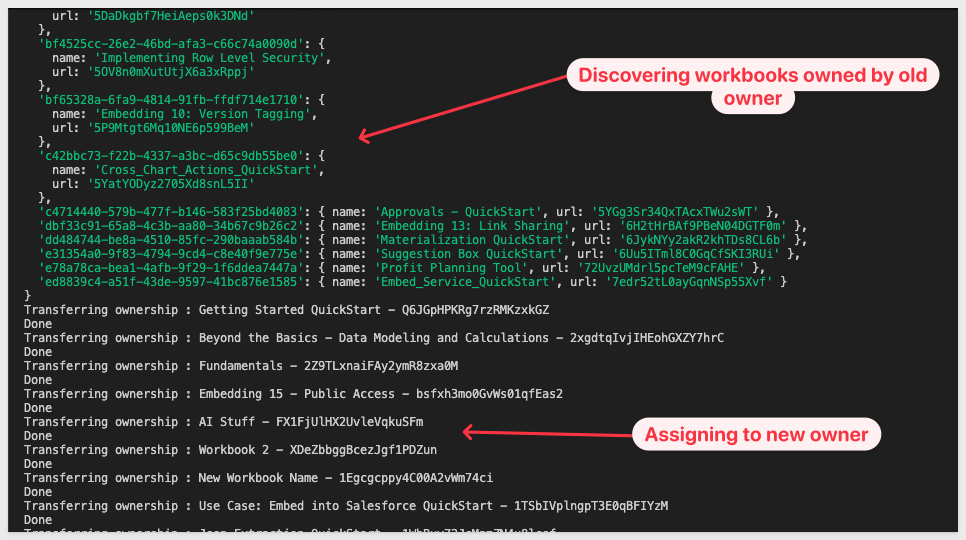 url: '5DaDkgbf7HeiAeps0k3DNd'
},
'bf4525cc-26e2-46bd-afa3-c66c74a0090d': {
name: 'Implementing Row Level Security',
url: '5OV8n0mXutUtjX6a3xRppj'
},
'bf65328a-6fa9-4814-91fb-ffdf714e1710': {
name: 'Embedding 10: Version Tagging',
url: '5P9Mtgt6Mq10NE6p599BeM'
},
'c42bbc73-f22b-4337-a3bc-d65c9db55be0': {
name: 'Cross_Chart_Actions_QuickStart',
url: '5YatYODyz2705Xd8snL5II'
},
'c4714440-579b-477f-b146-583f25bd4083': { name: 'Approvals - QuickStart', url: '5YGg3Sr34QxTAcxTWu2sWT' },
'dbf33c91-65a8-4c3b-aa80-34b67c9b26c2': { name: 'Embedding 13: Link Sharing', url: '6H2tHrBAf9PBeN04DGTF0m' },
'dd484744-be8a-4510-85fc-290baaab584b': { name: 'Materialization QuickStart', url: '6JykNYy2akR2khTDs8CL6b' },
'e31354a0-9f83-4794-9cd4-c8e40f9e775e': { name: 'Suggestion Box QuickStart', url: '6Uu5ITml8C0GqCfSKI3RUi' },
'e78a78ca-bea1-4afb-9f29-1f6ddea7447a': { name: 'Profit Planning Tool', url: '72UvzUMdrl5pcTeM9cFAHE' },
'ed8839c4-a51f-43de-9597-41bc876e1585': { name: 'Embed_Service_QuickStart', url: '7edr52tL0ayGqnNSp55Xvf' }
}
Discovering workbooks owned by old
owner
Transferring ownership : Getting Started QuickStart - Q6JGpHPKRg7rzRMKzxkGZ
Done
Transferring ownership : Beyond the Basics - Data Modeling and Calculations - 2xgdtqIvjIHEohGXZY7hrC
Done
Transferring ownership : Fundamentals - 2Z9TLxnaiFAy2ymR8zxa0M
Done
Transferring ownership : Embedding 15 - Public Access - bsfxh3mo0GvWs01qfEas2
Done
Transferring ownership : AI Stuff - FX1FjUlHX2UvleVqkuSFm
Done
Transferring ownership : Workbook 2 - XDeZbbggBcezJgf1PDZun
Done
Transferring ownership : New Workbook Name - 1Egcgcppy4C00A2vWm74ci
Done
Transferring ownership : Use Case: Embed into Salesforce QuickStart - 1TSbIVplngpT3E0qBFIYzM
Done
Transferring ownership :
Assigning to new owner